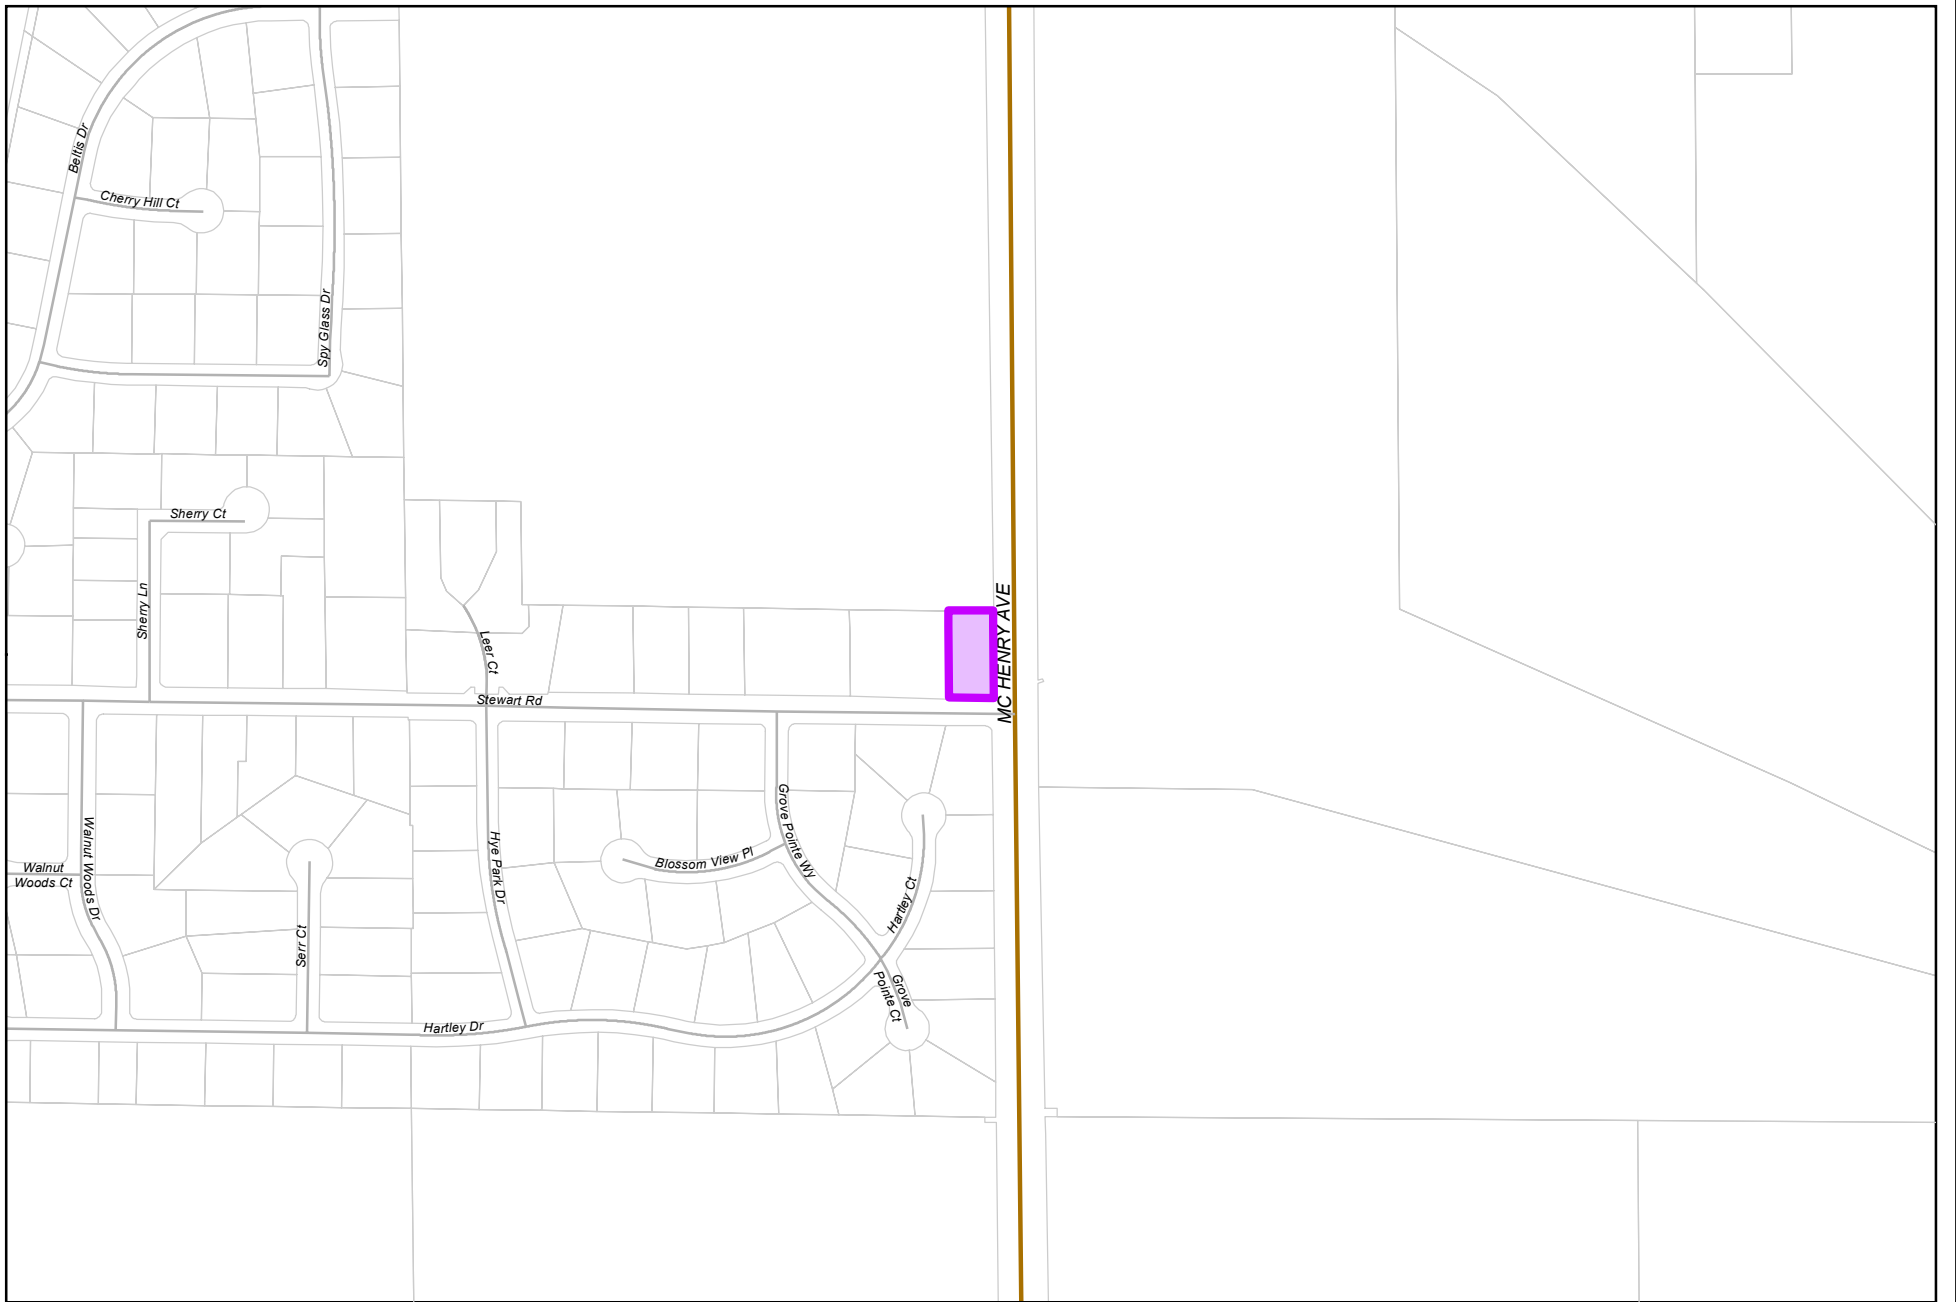 Beltis Dr
Cherry Hill Ct
Spy Glass Dr
Sherry Ct
Sherry Ln
MC HENRY AVE
Leer Ct
Stewart Rd
Grove Pointe Wy
Walnut Woods Dr
Hye Park Dr
Blossom View Pl
Walnut
Woods Ct
Hartley Ct
Serr Ct
Grove
Pointe Ct
Hartley Dr